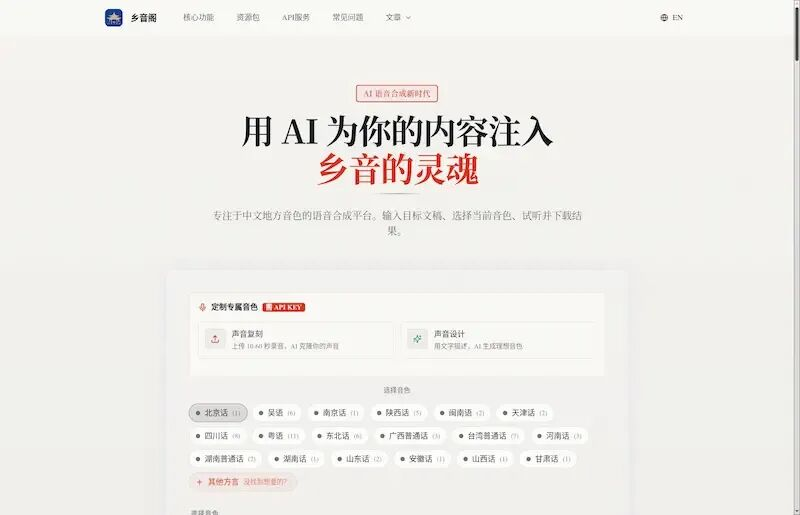 乡音阁 核心功能 资源包 API服务 常见问题 文章 EN
AI 语音合成新时代
用 AI 为你的内容注入
乡音的灵魂
专注于中文地方音色的语音合成平台。输入目标文稿、选择当前音色、试听并下载结
果。
定制专属音色 需 API KEY
声音复刻 声音设计
上传 10-60 秒录音，AI 克隆你的声音 用文字描述，AI 生成理想音色
选择音色
北京话 (1) 吴语 (6) 南京话 (1) 陕西话 (5) 闽南语 (2) 天津话 (2)
四川话 (8) 粤语 (11) 东北话 (6) 广西普通话 (3) 台湾普通话 (7) 河南话 (3)
湖南普通话 (2) 湖南话 (1) 山东话 (2) 安徽话 (1) 山西话 (1) 甘肃话 (1)
+ 其他方言 没找到想要的?
选择音色